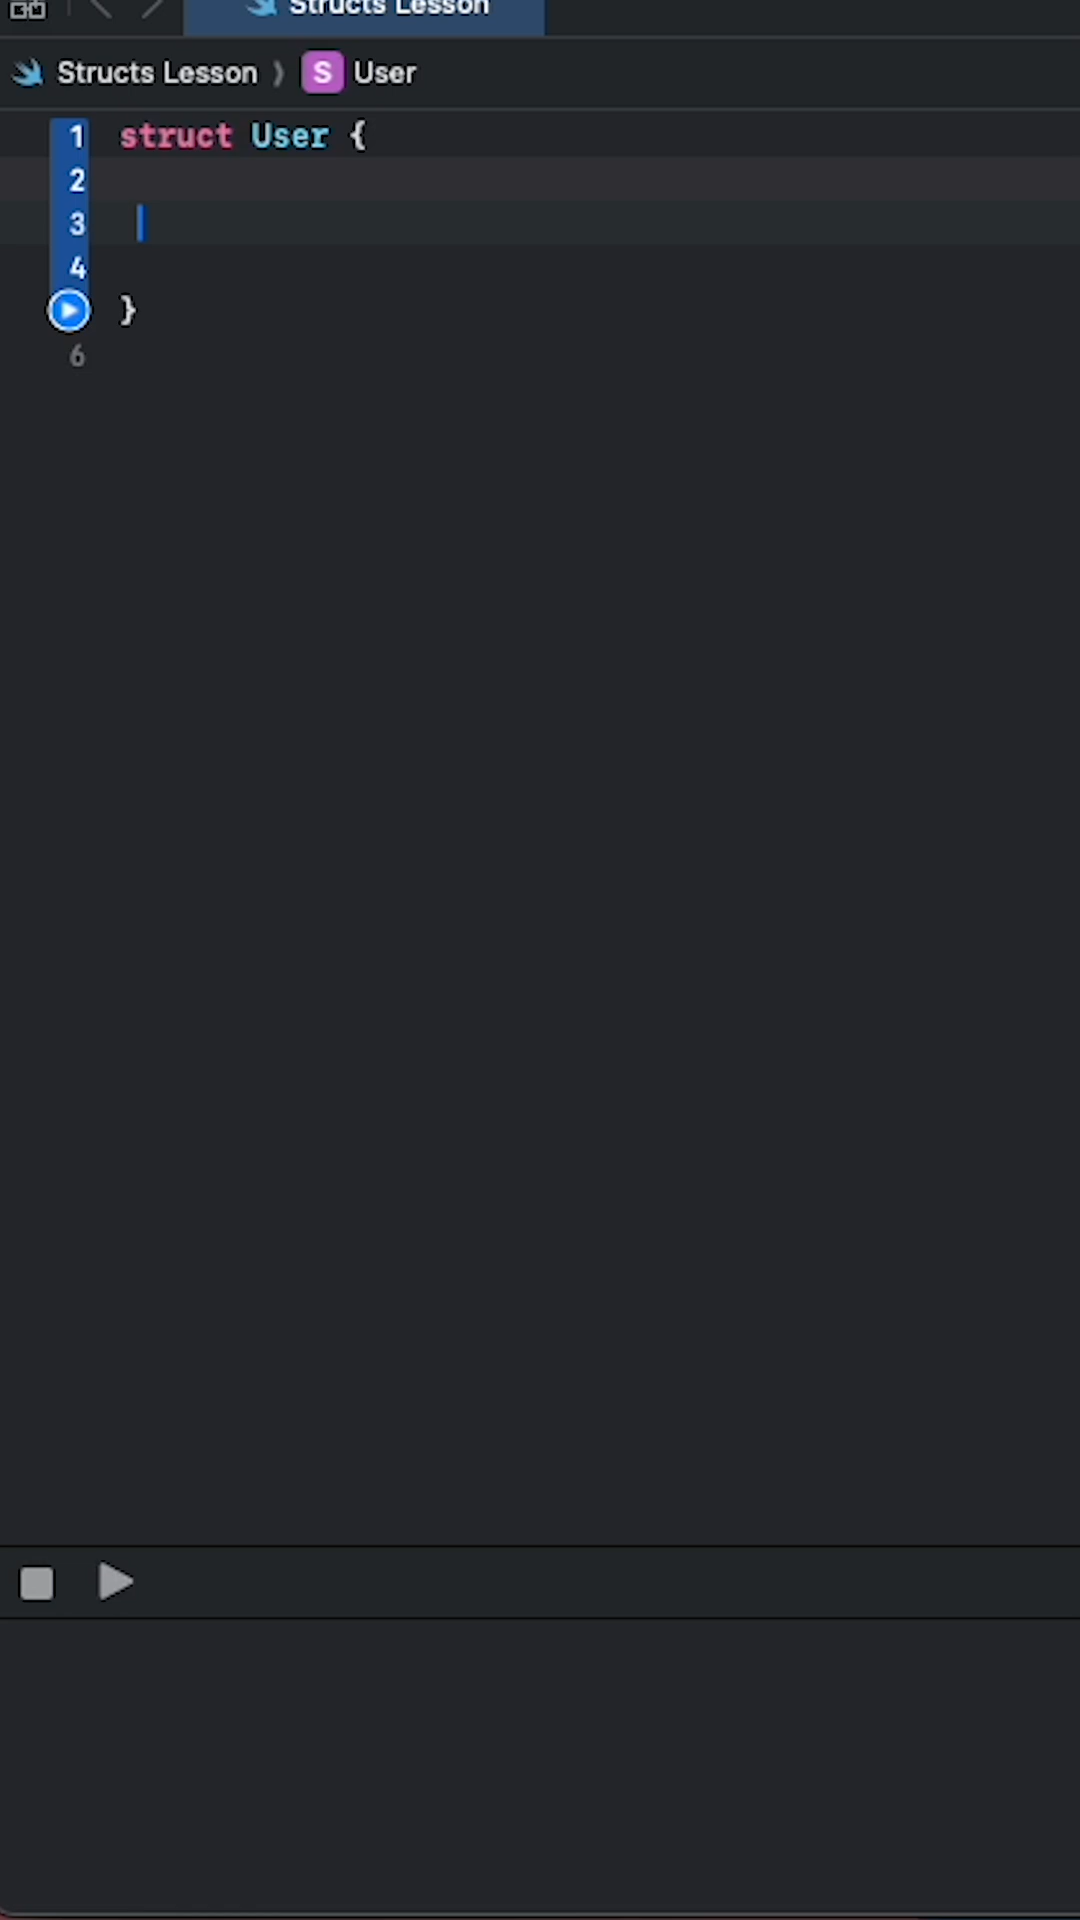 Structs Lesson
Structs Lesson 〉 S User
1 struct User {
2
3
4
}
6